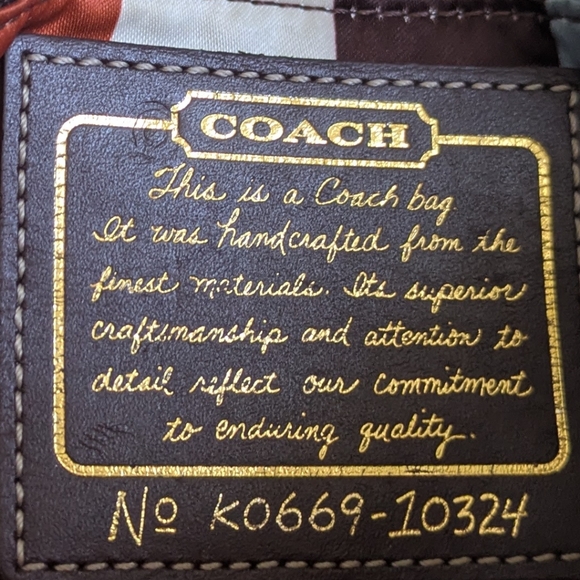 COACH
This is a Coach bag
It was handcrafted from the
finest materials. Its superior
craftsmanship and attention to
detail reflect our commitment
to enduring quality.
Nº K0669-10324